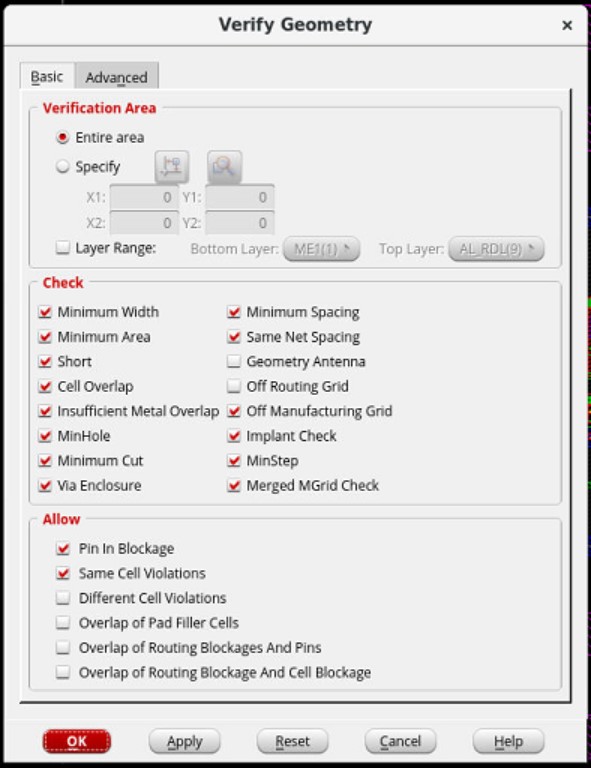 Verify Geometry
Basic Advanced
Verification Area
Entire area
Specify
X1: 0 Y1: 0
X2: 0 Y2: 0
Layer Range: Bottom Layer: ME1(1) Top Layer: AL_RDL(9)
Check
Minimum Width Minimum Spacing
Minimum Area Same Net Spacing
Short Geometry Antenna
Cell Overlap Off Routing Grid
Insufficient Metal Overlap Off Manufacturing Grid
MinHole Implant Check
Minimum Cut MinStep
Via Enclosure Merged MGrid Check
Allow
Pin In Blockage
Same Cell Violations
Different Cell Violations
Overlap of Pad Filler Cells
Overlap of Routing Blockages And Pins
Overlap of Routing Blockage And Cell Blockage
OK Apply Reset Cancel Help